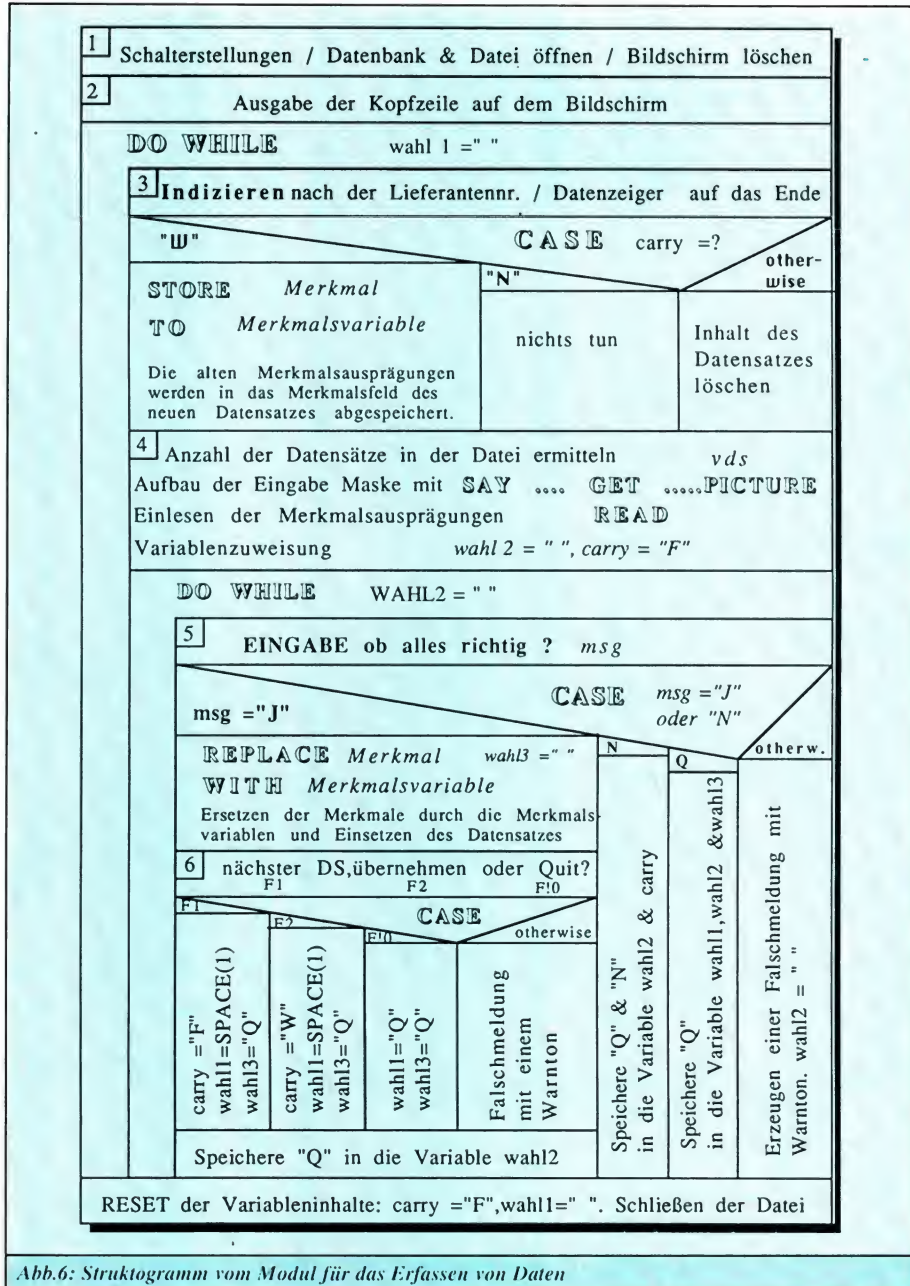 1 Schalterstellungen / Datenbank & Datei öffnen / Bildschirm löschen
2 Ausgabe der Kopfzeile auf dem Bildschirm
DO WHILE wahl 1 =" "
3 Indizieren nach der Lieferantennr. / Datenzeiger auf das Ende
"W" CASE carry =?
other-
wise
"N"
STORE Merkmal
TO Merkmalsvariable
Die alten Merkmalsausprägungen
werden in das Merkmalsfeld des
neuen Datensatzes abgespeichert.
nichts tun
Inhalt des
Datensatzes
löschen
4 Anzahl der Datensätze in der Datei ermitteln vds
Aufbau der Eingabe Maske mit SAY .... GET .....PICTURE
Einlesen der Merkmalsausprägungen READ
Variablenzuweisung wahl 2 = " ", carry = "F"
DO WHILE WAHL2 = " "
5 EINGABE ob alles richtig ? msg
CASE msg ="J"
oder "N"
msg ="J"
N
Q
otherw.
REPLACE Merkmal wahl3 =" "
WITH Merkmalsvariable
Ersetzen der Merkmale durch die Merkmals-
variablen und Einsetzen des Datensatzes
6 nächster DS,übernehmen oder Quit?
F1 F2 F!0
CASE
F1
F2
F!0
otherwise
carry ="F"
wahl1=SPACE(1)
wahl3="Q"
carry ="W"
wahl1=SPACE(1)
wahl3="Q"
wahl1="Q"
wahl3="Q"
Falschmeldung
mit einem
Warnton
Speichere "Q" in die Variable wahl2
Speichere "Q" & "N"
in die Variable wahl2 & carry
Speichere "Q"
in die Variable wahl1,wahl2 &wahl3
Erzeugen einer Falschmeldung mit
Warnton. wahl2 = " "
RESET der Variableninhalte: carry ="F",wahl1=" ". Schließen der Datei
Abb.6: Struktogramm vom Modul für das Erfassen von Daten